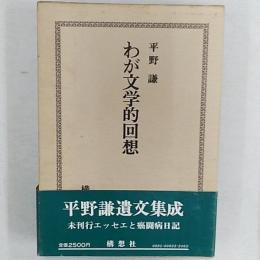 平野 謙
わが文学的回想
構
平野謙遺文集成
未刊行エッセエと癌闘病日記
定価2500円
構想社